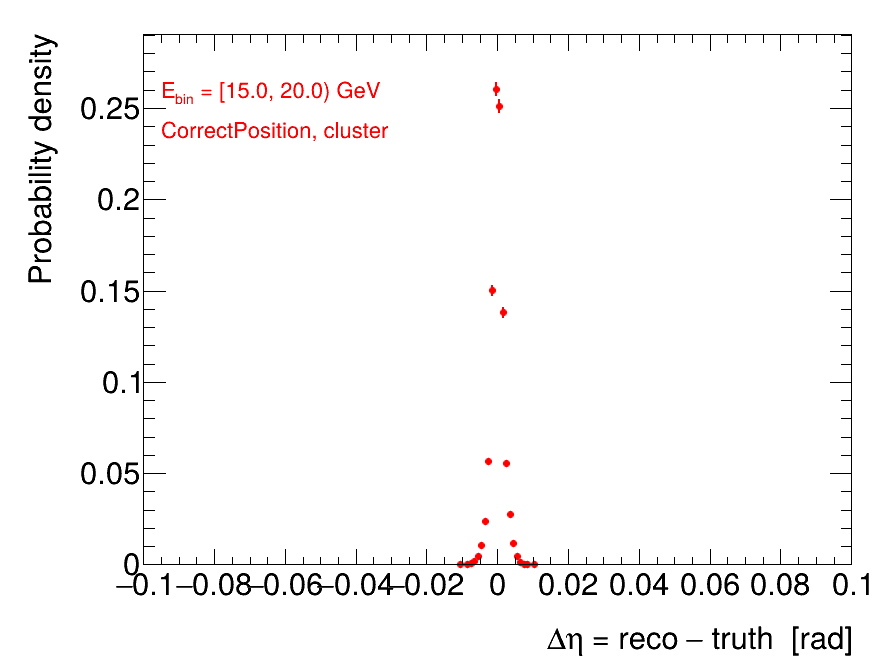 Probability density
E_bin = [15.0, 20.0) GeV
CorrectPosition, cluster
0.25
0.2
0.15
0.1
0.05
0
−0.1 −0.08 −0.06 −0.04 −0.02 0 0.02 0.04 0.06 0.08 0.1
Δη = reco − truth [rad]